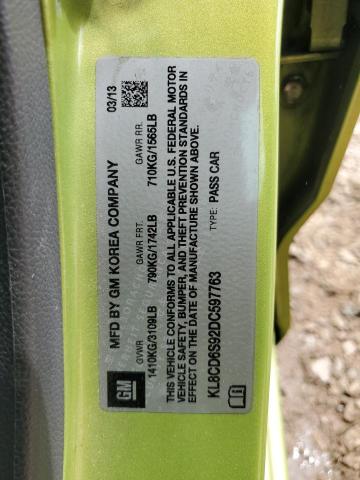 MFD BY GM KOREA COMPANY 03/13
GVWR GAWR FRT. GAWR RR.
1410KG/3109LB 790KG/1742LB 710KG/1565LB
THIS VEHICLE CONFORMS TO ALL APPLICABLE U.S. FEDERAL MOTOR
VEHICLE SAFETY, BUMPER, AND THEFT PREVENTION STANDARDS IN
EFFECT ON THE DATE OF MANUFACTURE SHOWN ABOVE.
KL8CD6S92DC597763 TYPE: PASS CAR
GM